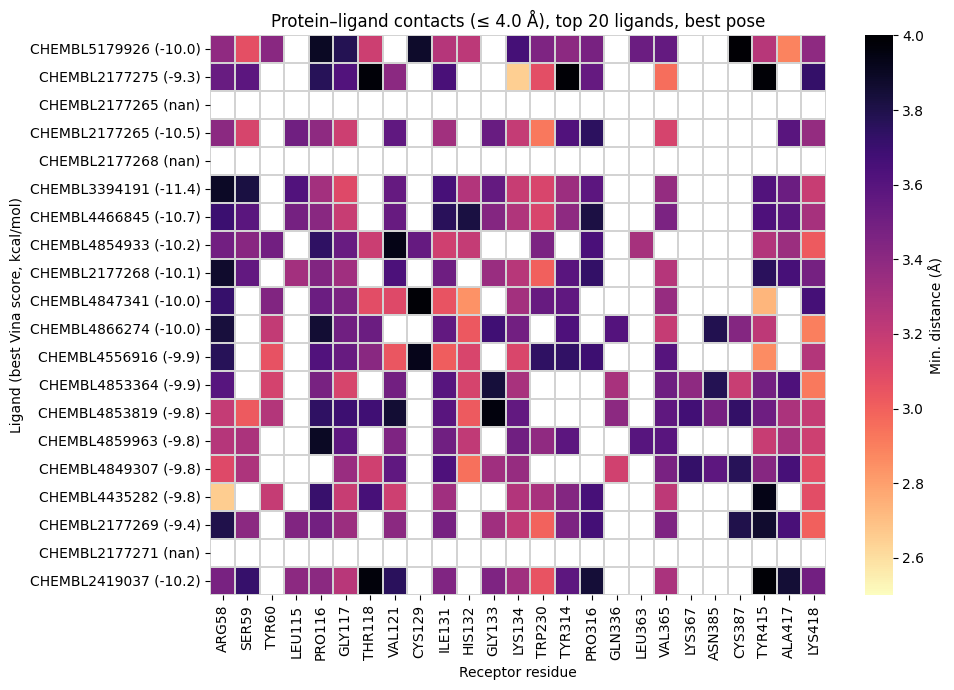 Protein–ligand contacts (≤ 4.0 Å), top 20 ligands, best pose
Ligand (best Vina score, kcal/mol)
CHEMBL5179926 (-10.0)
CHEMBL2177275 (-9.3)
CHEMBL2177265 (nan)
CHEMBL2177265 (-10.5)
CHEMBL2177268 (nan)
CHEMBL3394191 (-11.4)
CHEMBL4466845 (-10.7)
CHEMBL4854933 (-10.2)
CHEMBL2177268 (-10.1)
CHEMBL4847341 (-10.0)
CHEMBL4866274 (-10.0)
CHEMBL4556916 (-9.9)
CHEMBL4853364 (-9.9)
CHEMBL4853819 (-9.8)
CHEMBL4859963 (-9.8)
CHEMBL4849307 (-9.8)
CHEMBL4435282 (-9.8)
CHEMBL2177269 (-9.4)
CHEMBL2177271 (nan)
CHEMBL2419037 (-10.2)
ARG58
SER59
TYR60
LEU115
PRO116
GLY117
THR118
VAL121
CYS129
ILE131
HIS132
GLY133
LYS134
TRP230
TYR314
PRO316
GLN336
LEU363
VAL365
LYS367
ASN385
CYS387
TYR415
ALA417
LYS418
Receptor residue
4.0
3.8
3.6
3.4
3.2
3.0
2.8
2.6
Min. distance (Å)